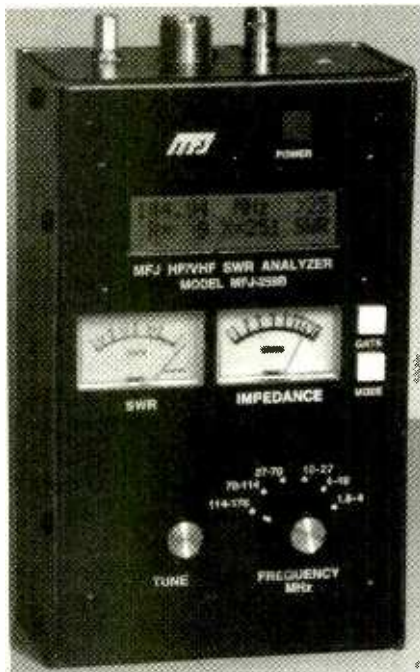 MFJ
POWER
MFJ HF/VHF SWR ANALYZER
MODEL MFJ-259B
SWR
IMPEDANCE
GATE
MODE
27-70
10-27
70-114
4-10
114-170
1.8-4
TUNE
FREQUENCY
MHz